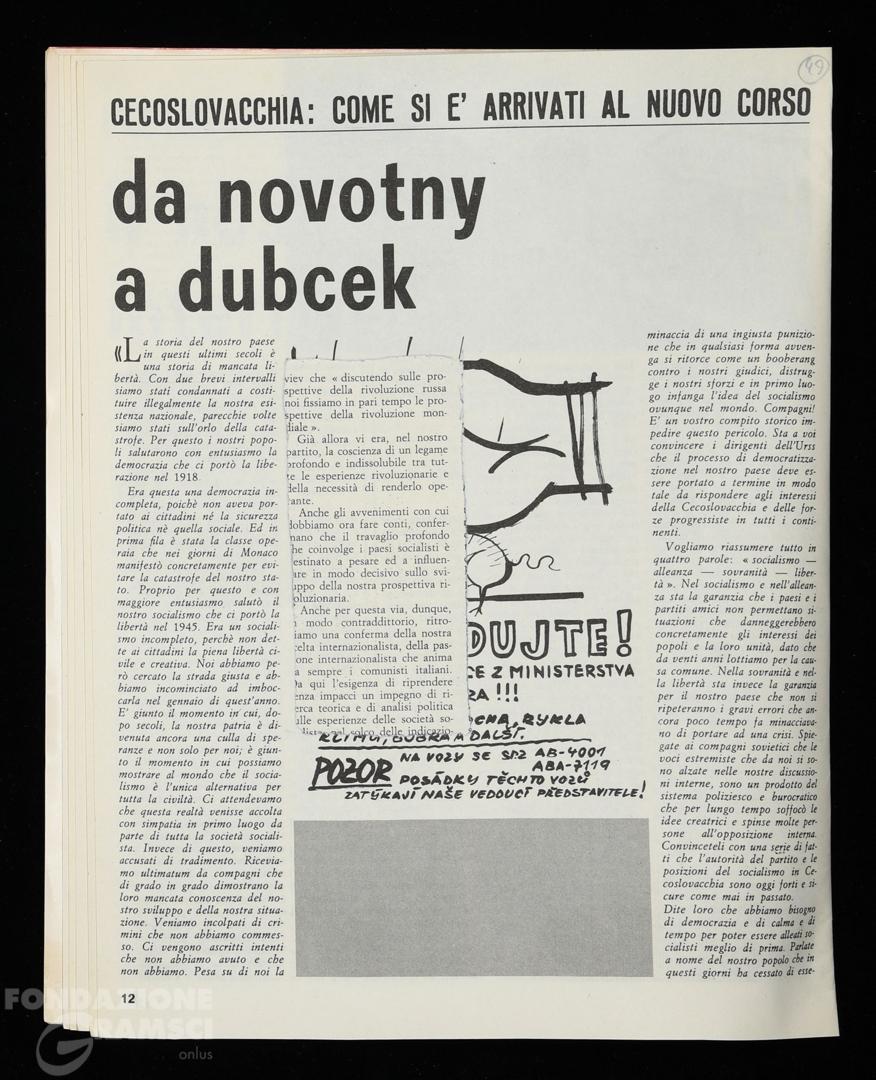 49
CECOSLOVACCHIA: COME SI E' ARRIVATI AL NUOVO CORSO
da novotny
a dubcek
«La storia del nostro paese
in questi ultimi secoli è
una storia di mancata li-
bertà. Con due brevi intervalli
siamo stati condannati a costi-
tuire illegalmente la nostra esi-
stenza nazionale, parecchie volte
siamo stati sull'orlo della cata-
strofe. Per questo i nostri popo-
li salutarono con entusiasmo la
democrazia che ci portò la libe-
razione nel 1918.
Era questa una democrazia in-
completa, poichè non aveva por-
tato ai cittadini né la sicurezza
politica nè quella sociale. Ed in
prima fila è stata la classe ope-
raia che nei giorni di Monaco
manifestò concretamente per evi-
tare la catastrofe del nostro sta-
to. Proprio per questo e con
maggiore entusiasmo salutò il
nostro socialismo che ci portò la
libertà nel 1945. Era un sociali-
smo incompleto, perchè non det-
te ai cittadini la piena libertà ci-
vile e creativa. Noi abbiamo pe-
rò cercato la strada giusta e ab-
biamo incominciato ad imboc-
carla nel gennaio di quest'anno.
E' giunto il momento in cui, do-
po secoli, la nostra patria è di-
venuta ancora una culla di spe-
ranze e non solo per noi; è giun-
to il momento in cui possiamo
mostrare al mondo che il socia-
lismo è l'unica alternativa per
tutta la civiltà. Ci attendevamo
che questa realtà venisse accolta
con simpatia in primo luogo da
parte di tutta la società sociali-
sta. Invece di questo, veniamo
accusati di tradimento. Ricevia-
mo ultimatum da compagni che
di grado in grado dimostrano la
loro mancata conoscenza del no-
stro sviluppo e della nostra situa-
zione. Veniamo incolpati di cri-
mini che non abbiamo commes-
so. Ci vengono ascritti intenti
che non abbiamo avuto e che
non abbiamo. Pesa su di noi la
viev che « discutendo sulle pro-
spettive della rivoluzione russa
noi fissiamo in pari tempo le pro-
spettive della rivoluzione mon-
diale ».
Già allora vi era, nel nostro
partito, la coscienza di un legame
profondo e indissolubile tra tut-
te le esperienze rivoluzionarie e
della necessità di renderlo ope-
rante.
Anche gli avvenimenti con cui
dobbiamo ora fare conti, confer-
mano che il travaglio profondo
che coinvolge i paesi socialisti è
estinato a pesare ed a influen-
re in modo decisivo sullo svi-
uppo della nostra prospettiva ri-
oluzionaria.
Anche per questa via, dunque,
modo contraddittorio, ritro-
iamo una conferma della nostra
celta internazionalista, della pas-
one internazionalista che anima
a sempre i comunisti italiani.
Da qui l'esigenza di riprendere
enza impacci un impegno di ri-
erca teorica e di analisi politica
ulle esperienze delle società so-
nel solco delle indicazio-
DUJTE!
CE Z MINISTERSTVA
RA !!!
RYKLA
KLIMU, DUBRA A DALŠÍ.
POZOR NA VOZY SE SPZ AB-4001
ABA-7119
POSÁDKY TĚCHTO VOZŮ
ZATÝKAJÍ NAŠE VEDOUCÍ PŘEDSTAVITELE!
minaccia di una ingiusta punizio-
ne che in qualsiasi forma avven-
ga si ritorce come un booberang
contro i nostri giudici, distrug-
ge i nostri sforzi e in primo luo-
go infanga l'idea del socialismo
ovunque nel mondo. Compagni!
E' un vostro compito storico im-
pedire questo pericolo. Sta a voi
convincere i dirigenti dell'Urss
che il processo di democratizza-
zione nel nostro paese deve es-
sere portato a termine in modo
tale da rispondere agli interessi
della Cecoslovacchia e delle for-
ze progressiste in tutti i conti-
nenti.
Vogliamo riassumere tutto in
quattro parole: « socialismo —
alleanza — sovranità — liber-
tà ». Nel socialismo e nell'allean-
za sta la garanzia che i paesi e i
partiti amici non permettano si-
tuazioni che danneggerebbero
concretamente gli interessi dei
popoli e la loro unità, dato che
da venti anni lottiamo per la cau-
sa comune. Nella sovranità e nel-
la libertà sta invece la garanzia
per il nostro paese che non si
ripeteranno i gravi errori che an-
cora poco tempo fa minacciava-
no di portare ad una crisi. Spie-
gate ai compagni sovietici che le
voci estremiste che da noi si so-
no alzate nelle nostre discussio-
ni interne, sono un prodotto del
sistema poliziesco e burocratico
che per lungo tempo soffocò le
idee creatrici e spinse molte per-
sone all'opposizione interna.
Convinceteli con una serie di fat-
ti che l'autorità del partito e le
posizioni del socialismo in Ce-
coslovacchia sono oggi forti e si-
cure come mai in passato.
Dite loro che abbiamo bisogno
di democrazia e di calma e di
tempo per poter essere alleati so-
cialisti meglio di prima. Parlate
a nome del nostro popolo che in
questi giorni ha cessato di esse-
12
FONDAZIONE
GRAMSCI
onlus